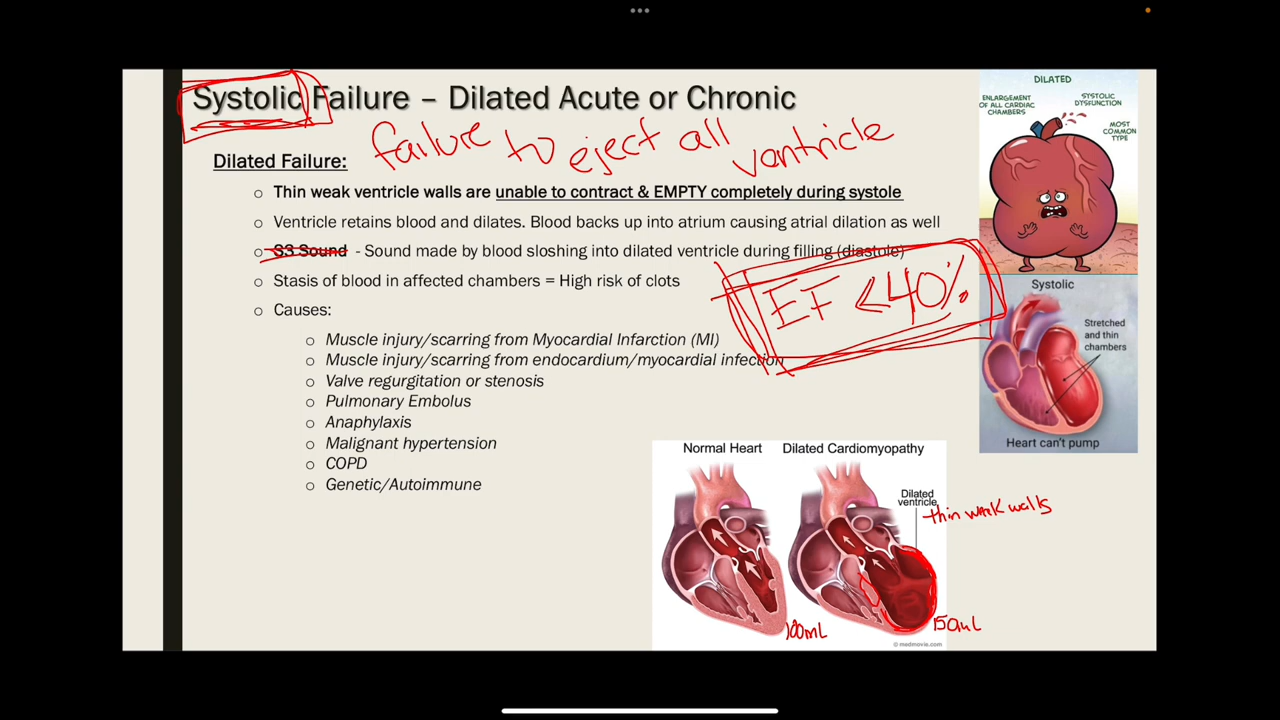 Systolic Failure – Dilated Acute or Chronic
failure to eject all ventricle
Dilated Failure:
○ Thin weak ventricle walls are unable to contract & EMPTY completely during systole
○ Ventricle retains blood and dilates. Blood backs up into atrium causing atrial dilation as well
○ S3 Sound - Sound made by blood sloshing into dilated ventricle during filling (diastole)
○ Stasis of blood in affected chambers = High risk of clots
EF <40%
○ Causes:
○ Muscle injury/scarring from Myocardial Infarction (MI)
○ Muscle injury/scarring from endocardium/myocardial infection
○ Valve regurgitation or stenosis
○ Pulmonary Embolus
○ Anaphylaxis
○ Malignant hypertension
○ COPD
○ Genetic/Autoimmune
DILATED
ENLARGEMENT
OF ALL CARDIAC
CHAMBERS
SYSTOLIC
DYSFUNCTION
MOST
COMMON
TYPE
Systolic
Stretched
and thin
chambers
Heart can't pump
Normal Heart
Dilated Cardiomyopathy
Dilated
ventricle
thin weak walls
100mL
150mL
© medmovie.com